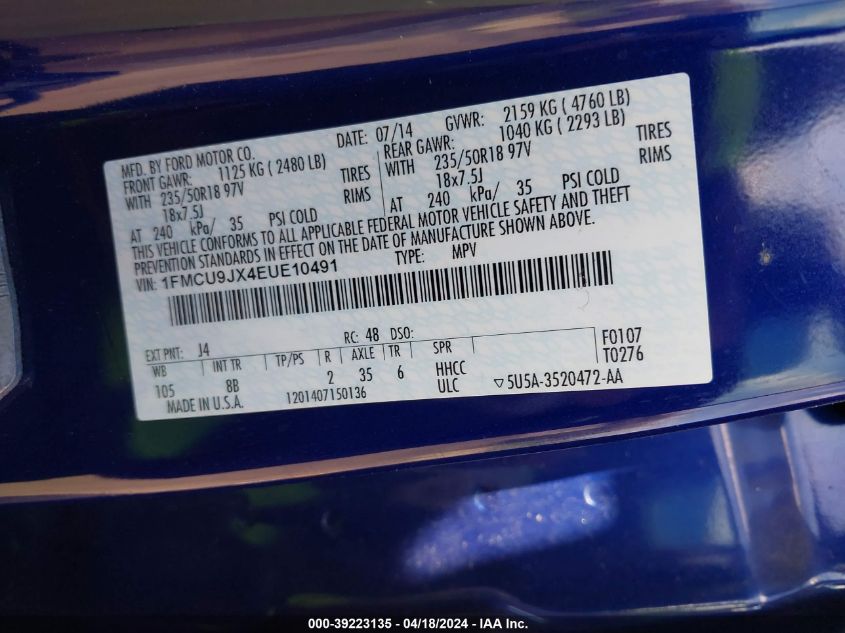 MFD. BY FORD MOTOR CO. DATE: 07/14 GVWR: 2159 KG ( 4760 LB)
FRONT GAWR: 1125 KG ( 2480 LB) REAR GAWR: 1040 KG ( 2293 LB)
WITH 235/50R18 97V TIRES WITH 235/50R18 97V TIRES
18x7.5J RIMS 18x7.5J RIMS
AT 240 kPa/ 35 PSI COLD AT 240 kPa/ 35 PSI COLD
THIS VEHICLE CONFORMS TO ALL APPLICABLE FEDERAL MOTOR VEHICLE SAFETY AND THEFT
PREVENTION STANDARDS IN EFFECT ON THE DATE OF MANUFACTURE SHOWN ABOVE.
VIN: 1FMCU9JX4EUE10491 TYPE: MPV
EXT PNT: J4 RC: 48 DSO: F0107
WB INT TR TP/PS R AXLE TR SPR T0276
105 8B 2 35 6 HHCC
MADE IN U.S.A. 1201407150136 ULC ▽5U5A-3520472-AA
000-39223135 - 04/18/2024 - IAA Inc.